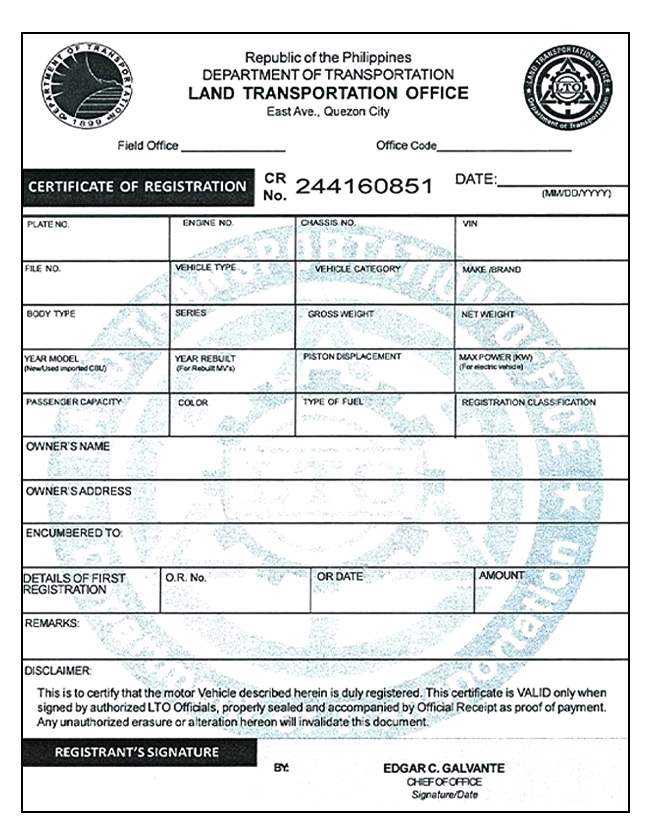 DEPARTMENT OF TRANSPORTATION
1899
Republic of the Philippines
DEPARTMENT OF TRANSPORTATION
LAND TRANSPORTATION OFFICE
East Ave., Quezon City
LAND TRANSPORTATION OFFICE
LTO
Department of Transportation
Field Office
Office Code
CERTIFICATE OF REGISTRATION
CR No. 244160851
DATE:
(MM/DD/YYYY)
PLATE NO. ENGINE NO. CHASSIS NO. VIN
FILE NO. VEHICLE TYPE VEHICLE CATEGORY MAKE /BRAND
BODY TYPE SERIES GROSS WEIGHT NET WEIGHT
YEAR MODEL YEAR REBUILT PISTON DISPLACEMENT MAX POWER (KW)
(New/Used imported CBU) (For Rebuilt MV's) (For electric vehicle)
PASSENGER CAPACITY COLOR TYPE OF FUEL REGISTRATION CLASSIFICATION
OWNER'S NAME
OWNER'S ADDRESS
ENCUMBERED TO:
DETAILS OF FIRST REGISTRATION
O.R. No. OR DATE AMOUNT
REMARKS:
DISCLAIMER:
This is to certify that the motor Vehicle described herein is duly registered. This certificate is VALID only when
signed by authorized LTO Officials, properly sealed and accompanied by Official Receipt as proof of payment.
Any unauthorized erasure or alteration hereon will invalidate this document.
REGISTRANT'S SIGNATURE
BY: EDGAR C. GALVANTE
CHIEF OF OFFICE
Signature/Date